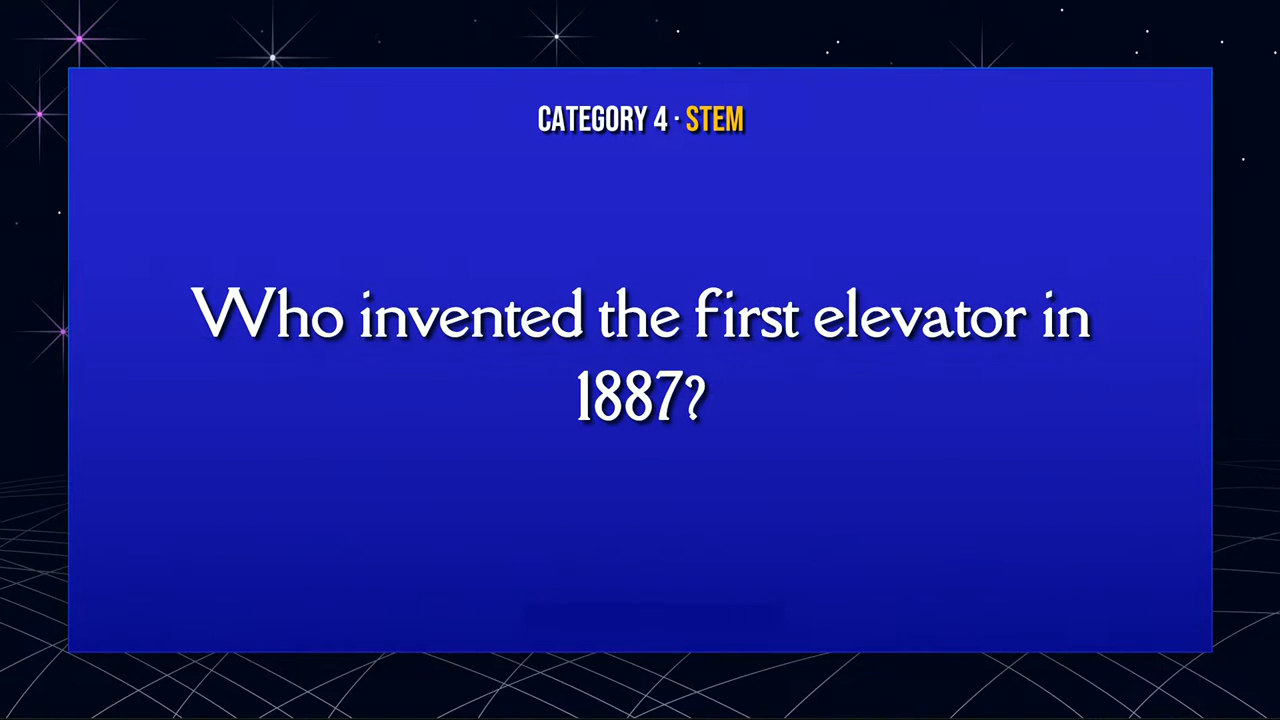 CATEGORY 4 · STEM
Who invented the first elevator in
1887?